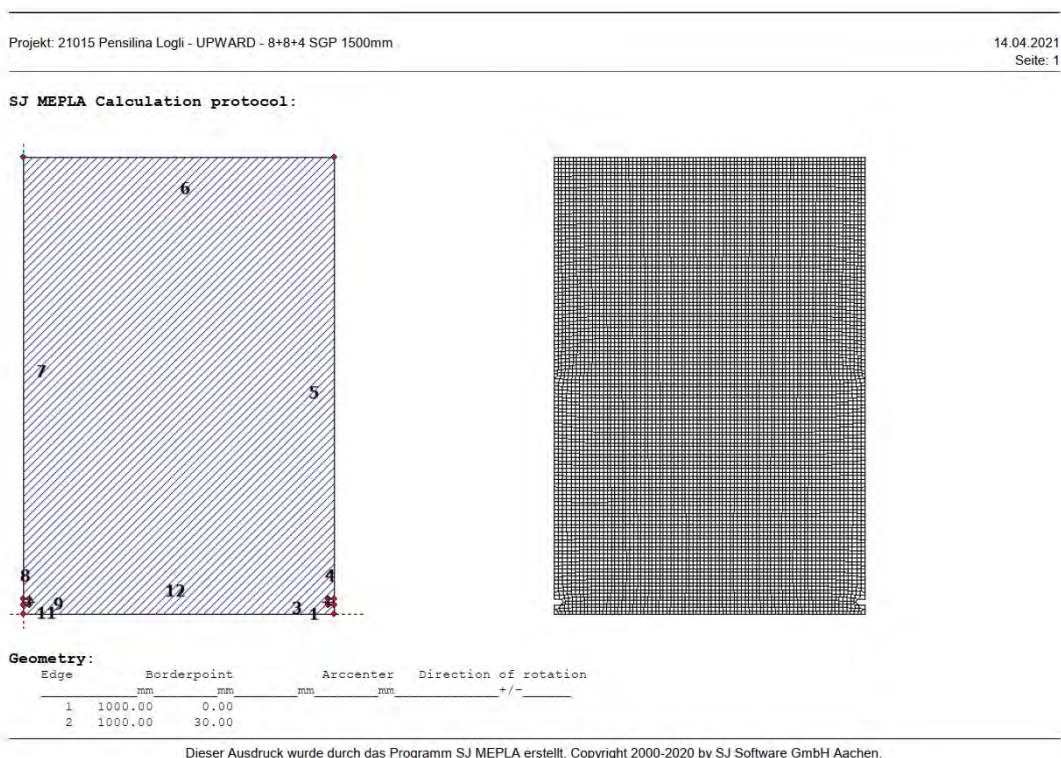 Projekt: 21015 Pensilina Logli - UPWARD - 8+8+4 SGP 1500mm 14.04.2021
Seite: 1
SJ MEPLA Calculation protocol:
6
7
5
8 4
12
9 3
11 1
Geometry:
Edge Borderpoint Arccenter Direction of rotation
mm mm mm mm +/-
1 1000.00 0.00
2 1000.00 30.00
Dieser Ausdruck wurde durch das Programm SJ MEPLA erstellt. Copyright 2000-2020 by SJ Software GmbH Aachen.